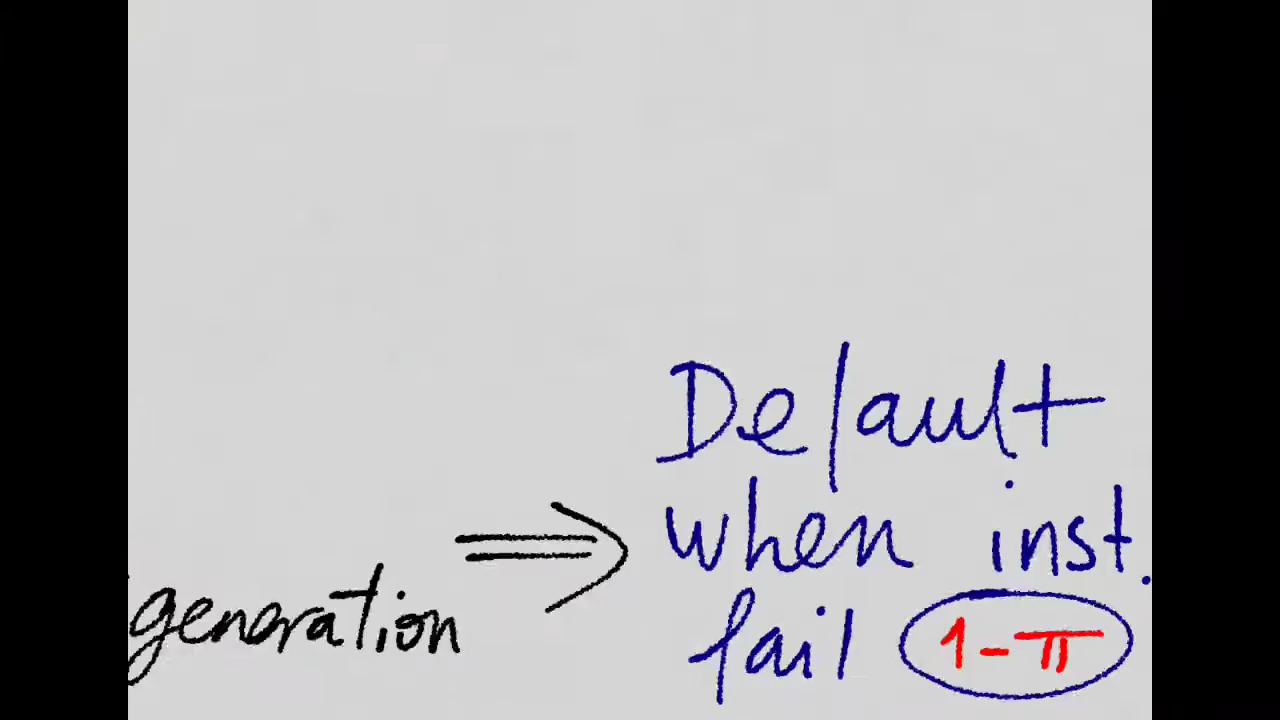 Default
when inst.
generation ⇒
fail 1-π